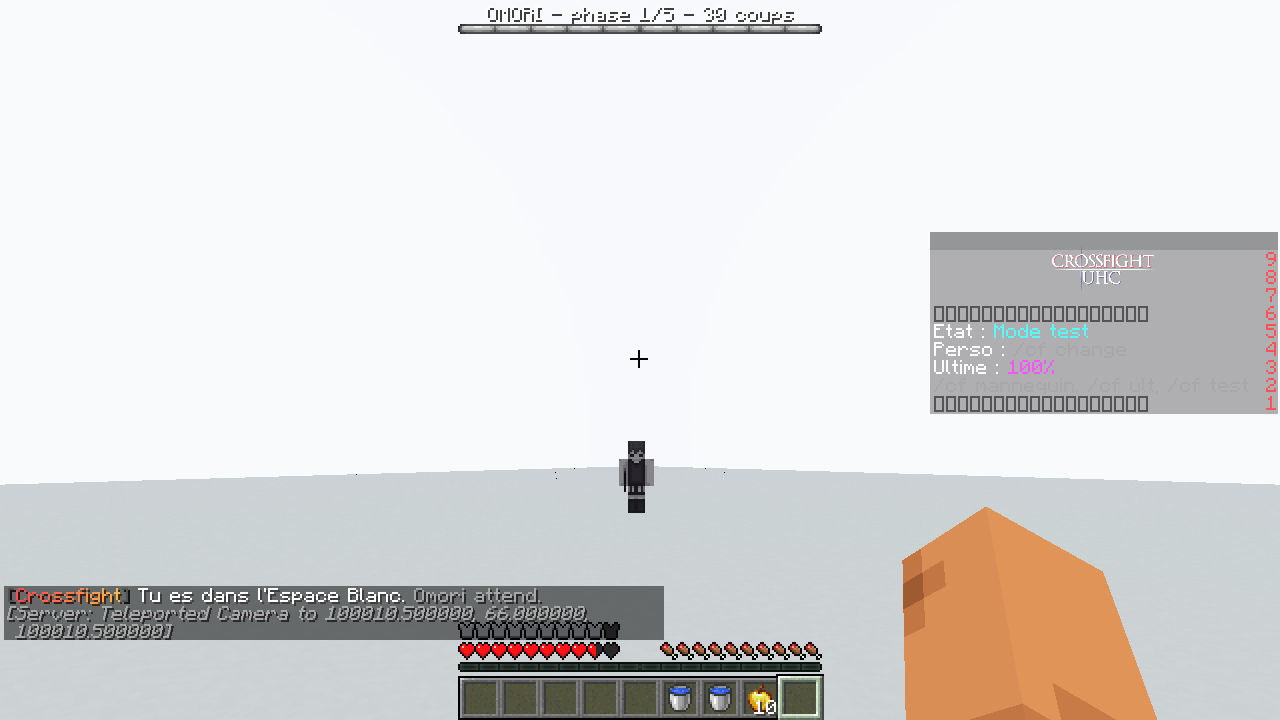 OMORI - phase 1/5 - 39 coups
CROSSFIGHT
UHC
9
8
7
6
Etat : Mode test 5
Perso : /cf change 4
Ultime : 100% 3
/cf mannequin, /cf ult, /cf test 2
1
[Crossfight] Tu es dans l'Espace Blanc. Omori attend.
[Server: Teleported Camera to 100010.500000, 66.000000,
100010.500000]
10